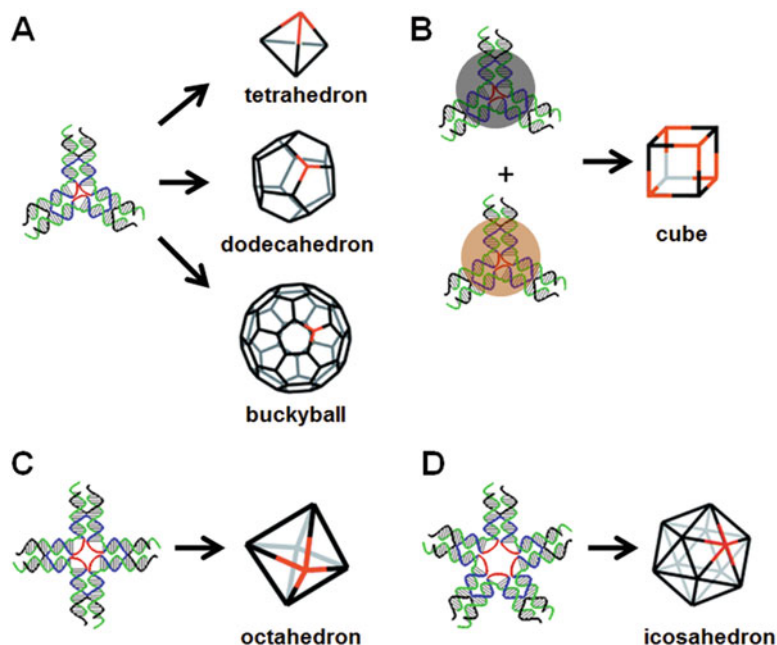 A
tetrahedron
dodecahedron
buckyball
B
+
cube
C
octahedron
D
icosahedron